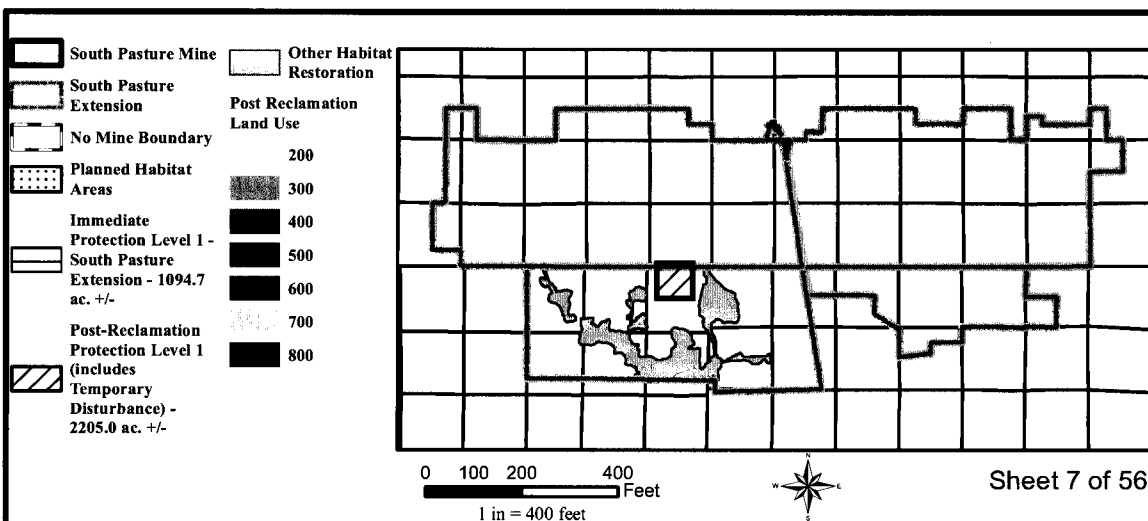 South Pasture Mine
South Pasture
Extension
No Mine Boundary
Planned Habitat
Areas
Immediate
Protection Level 1 -
South Pasture
Extension - 1094.7
ac. +/-
Post-Reclamation
Protection Level 1
(includes
Temporary
Disturbance) -
2205.0 ac. +/-
Other Habitat
Restoration
Post Reclamation
Land Use
200
300
400
500
600
700
800
0 100 200 400
Feet
1 in = 400 feet
N
W E
S
Sheet 7 of 56